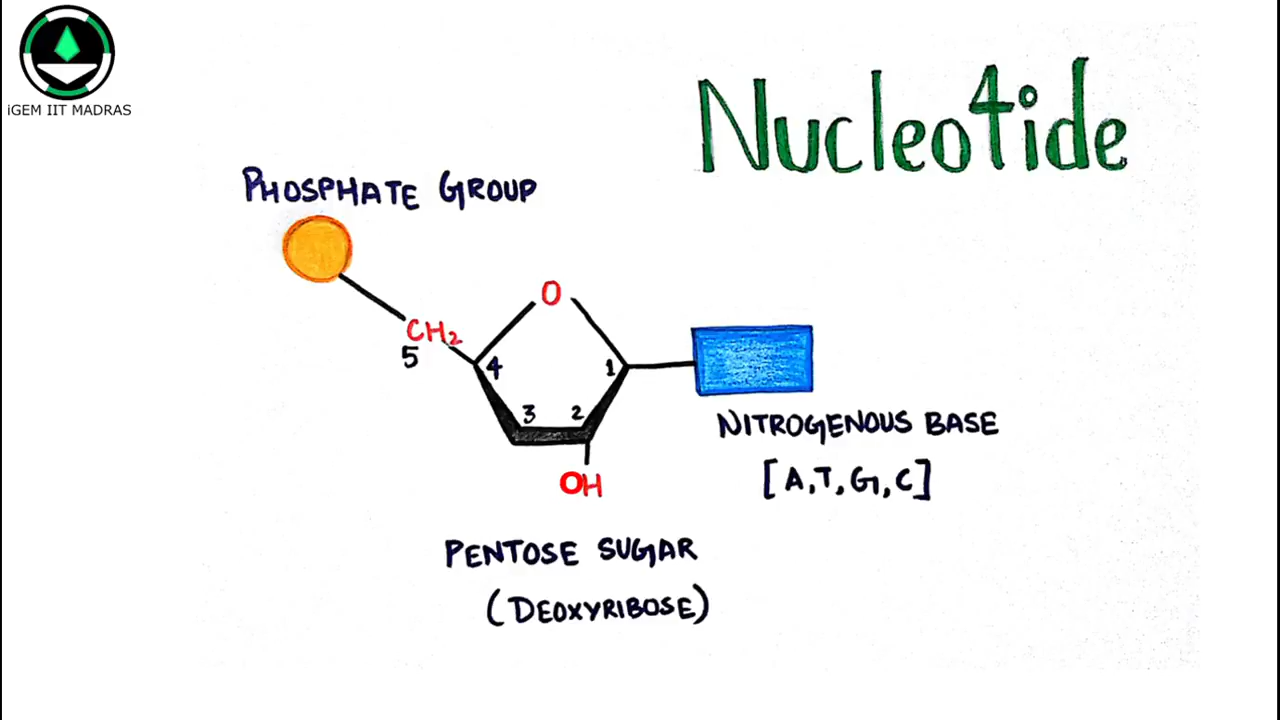 iGEM IIT MADRAS
Nucleotide
PHOSPHATE GROUP
O
CH2
5
4
1
3
2
OH
NITROGENOUS BASE
[A,T,G,C]
PENTOSE SUGAR
(DEOXYRIBOSE)